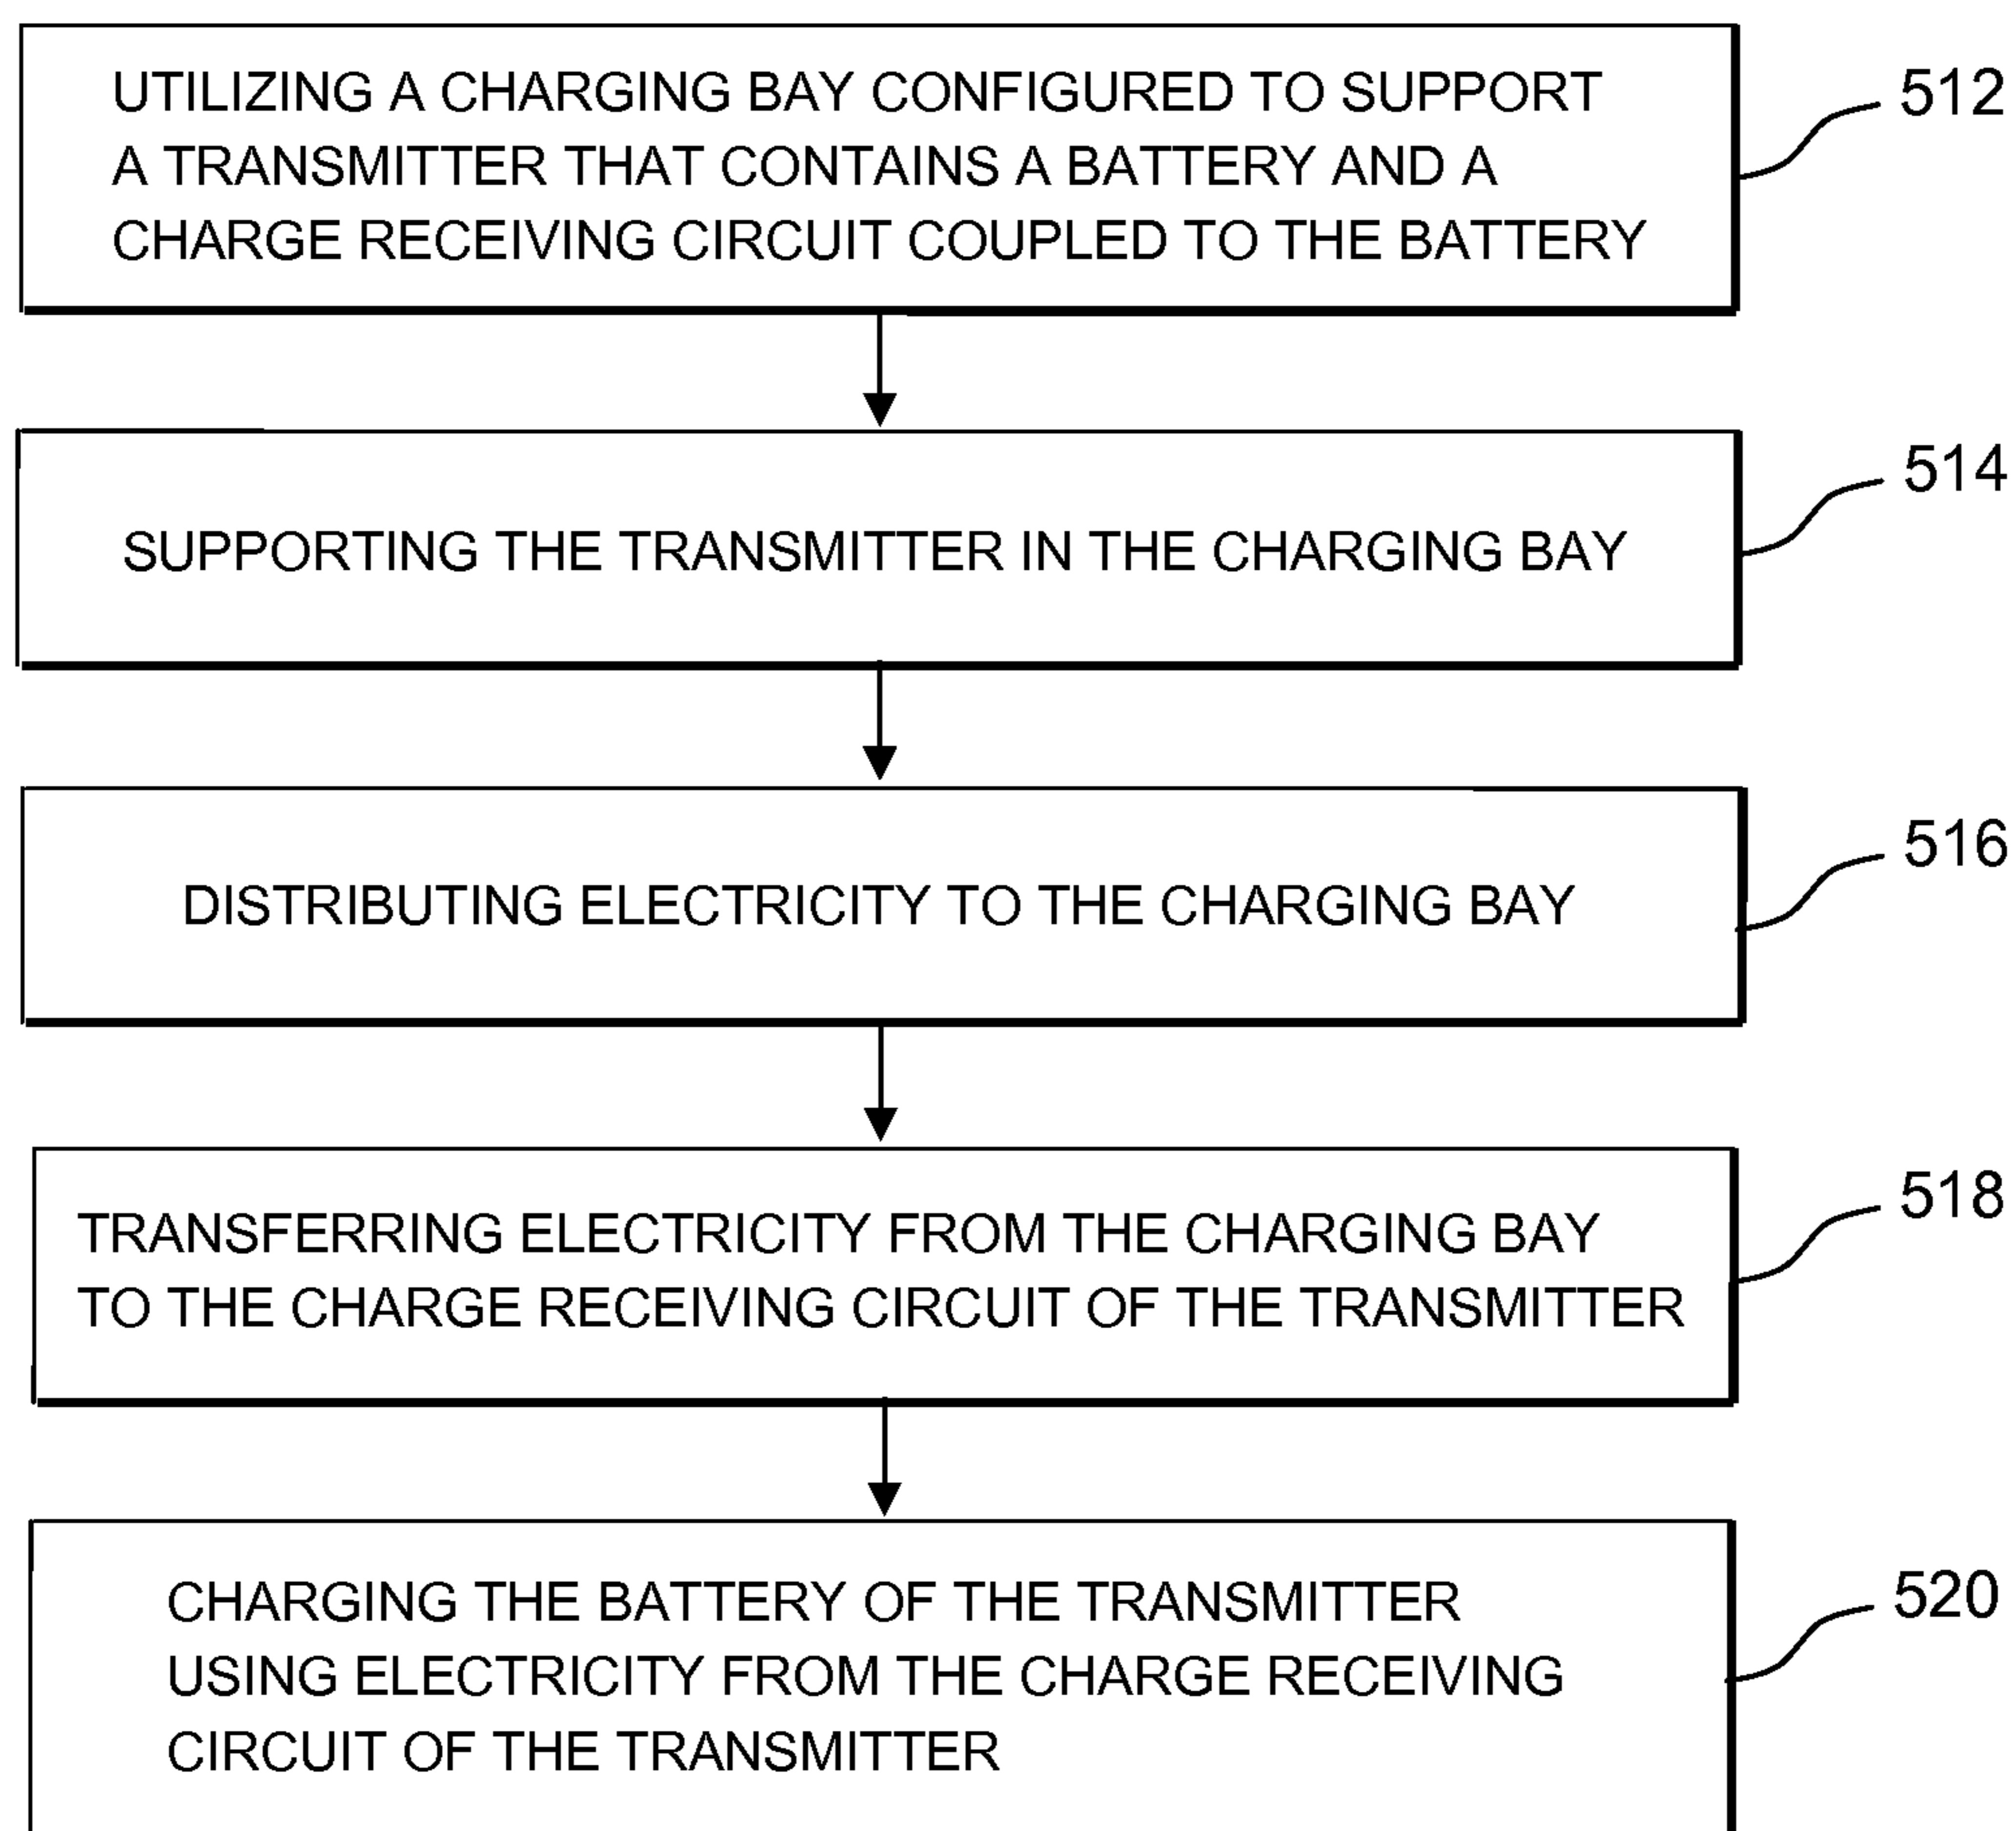 UTILIZING A CHARGING BAY CONFIGURED TO SUPPORT
A TRANSMITTER THAT CONTAINS A BATTERY AND A
CHARGE RECEIVING CIRCUIT COUPLED TO THE BATTERY
512
SUPPORTING THE TRANSMITTER IN THE CHARGING BAY
514
DISTRIBUTING ELECTRICITY TO THE CHARGING BAY
516
TRANSFERRING ELECTRICITY FROM THE CHARGING BAY
TO THE CHARGE RECEIVING CIRCUIT OF THE TRANSMITTER
518
CHARGING THE BATTERY OF THE TRANSMITTER
USING ELECTRICITY FROM THE CHARGE RECEIVING
CIRCUIT OF THE TRANSMITTER
520